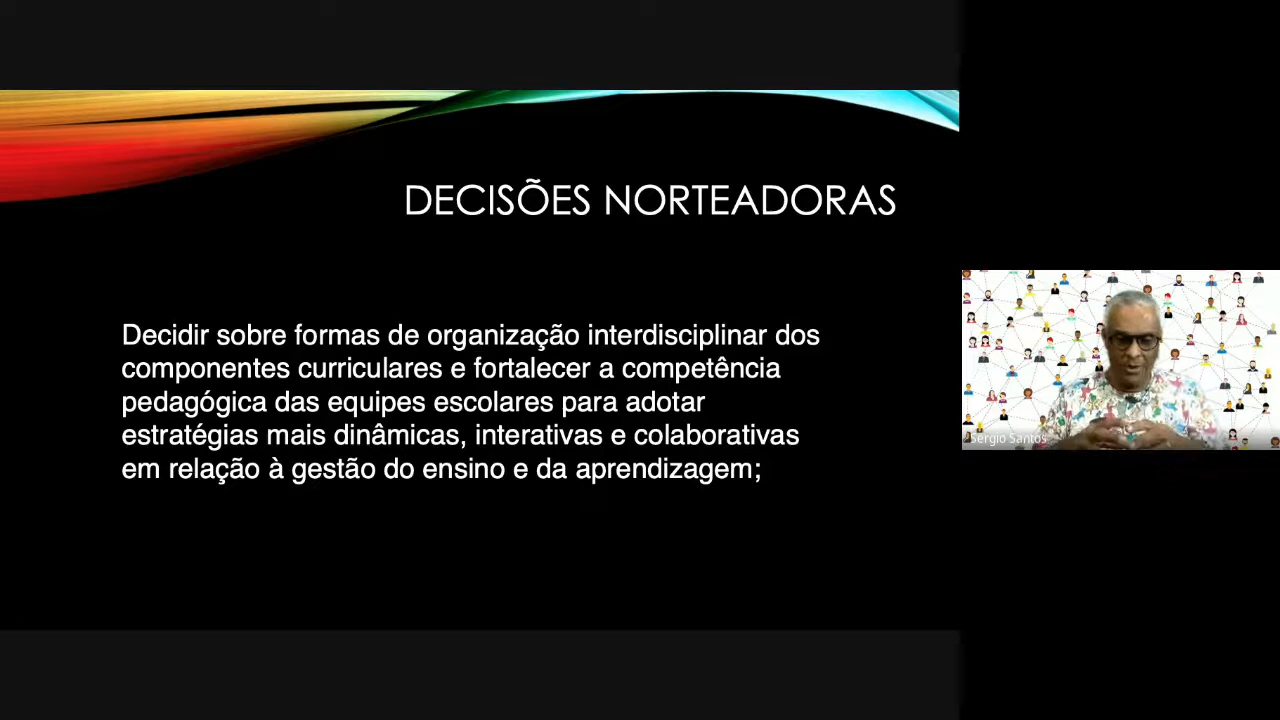 DECISÕES NORTEADORAS
Decidir sobre formas de organização interdisciplinar dos
componentes curriculares e fortalecer a competência
pedagógica das equipes escolares para adotar
estratégias mais dinâmicas, interativas e colaborativas
em relação à gestão do ensino e da aprendizagem;
Sérgio Santos